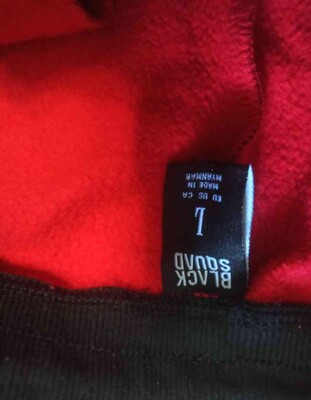 BLACK
SQUAD
L
EU US CA
MADE IN
MYANMAR